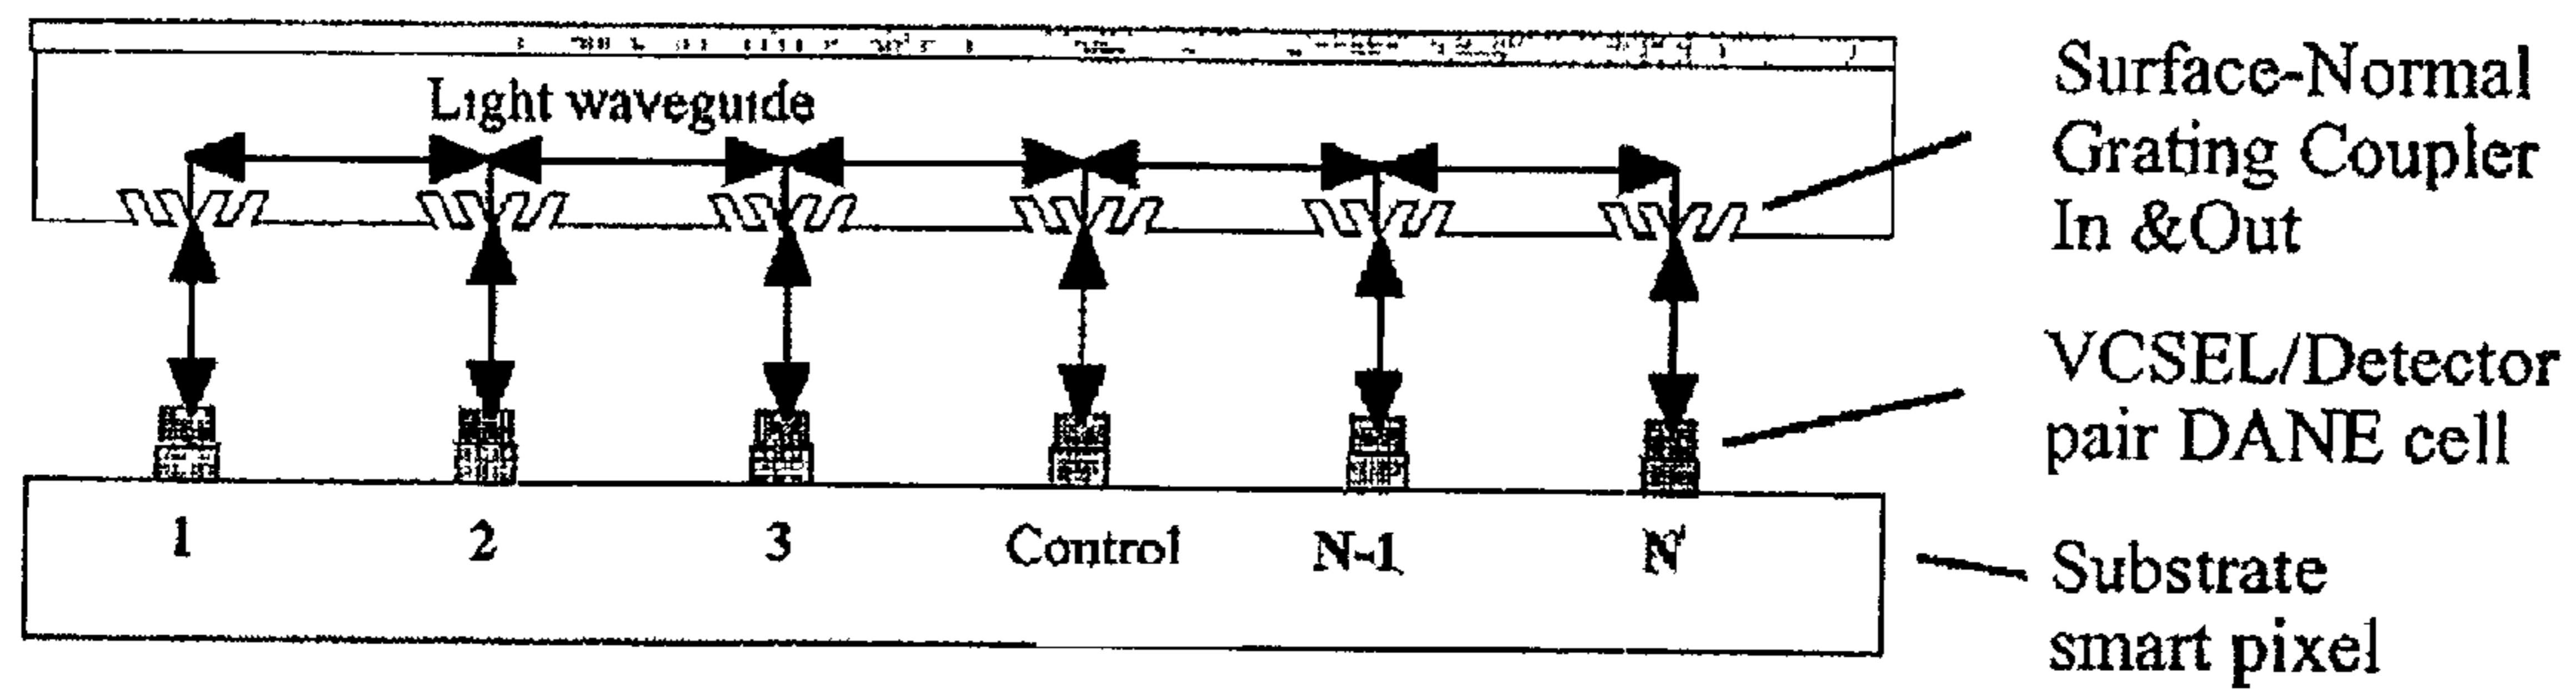 Light waveguide
Surface-Normal
Grating Coupler
In &Out
VCSEL/Detector
pair DANE cell
1 2 3 Control N-1 N
Substrate
smart pixel